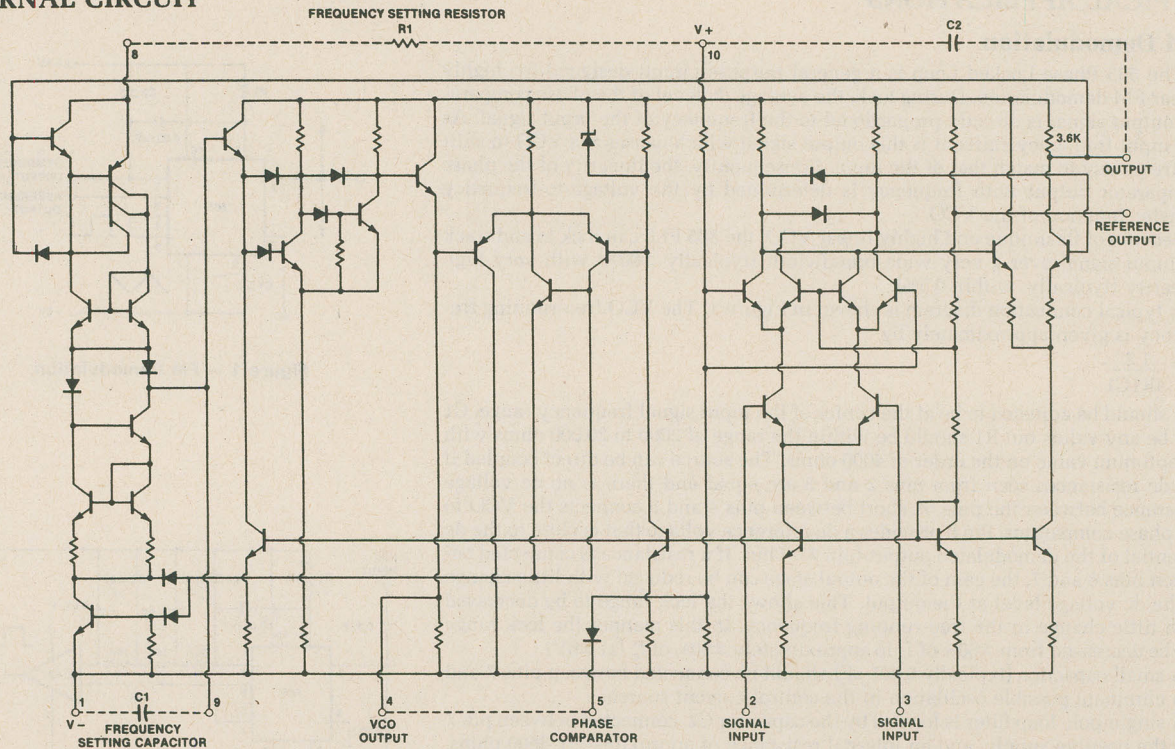 RNAL CIRCUIT
FREQUENCY SETTING RESISTOR
R1
V +
C2
8
10
3.6K
OUTPUT
REFERENCE
OUTPUT
1
9
4
5
2
3
V –
C1
FREQUENCY
SETTING CAPACITOR
VCO
OUTPUT
PHASE
COMPARATOR
SIGNAL
INPUT
SIGNAL
INPUT